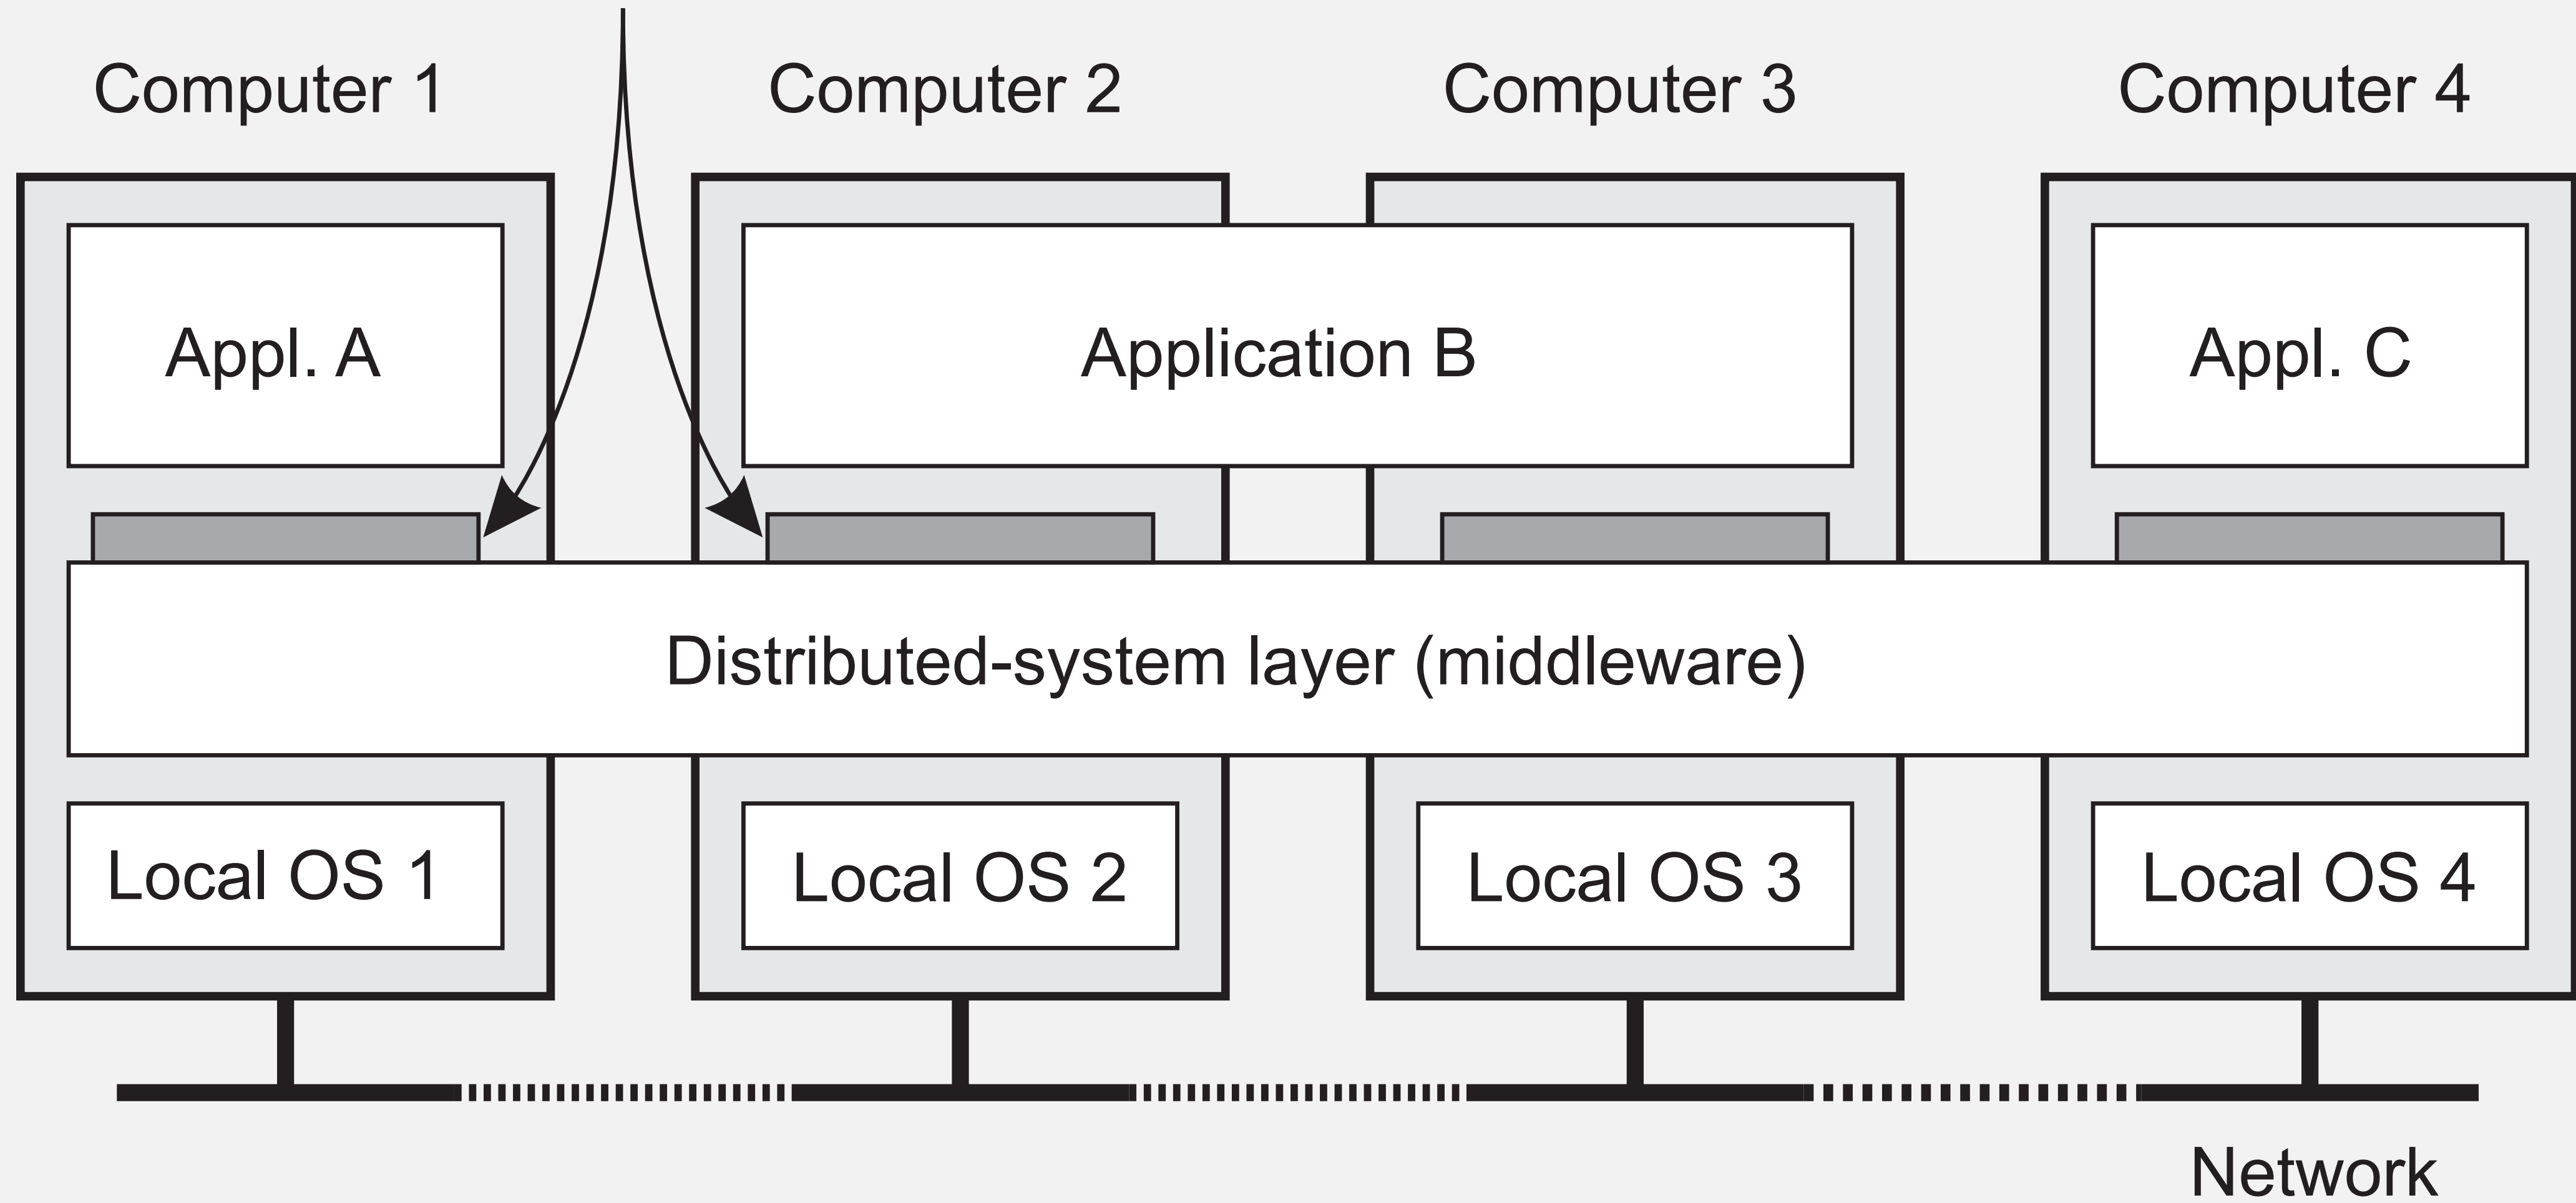 Computer 1
Computer 2
Computer 3
Computer 4
Appl. A
Application B
Appl. C
Distributed-system layer (middleware)
Local OS 1
Local OS 2
Local OS 3
Local OS 4
Network